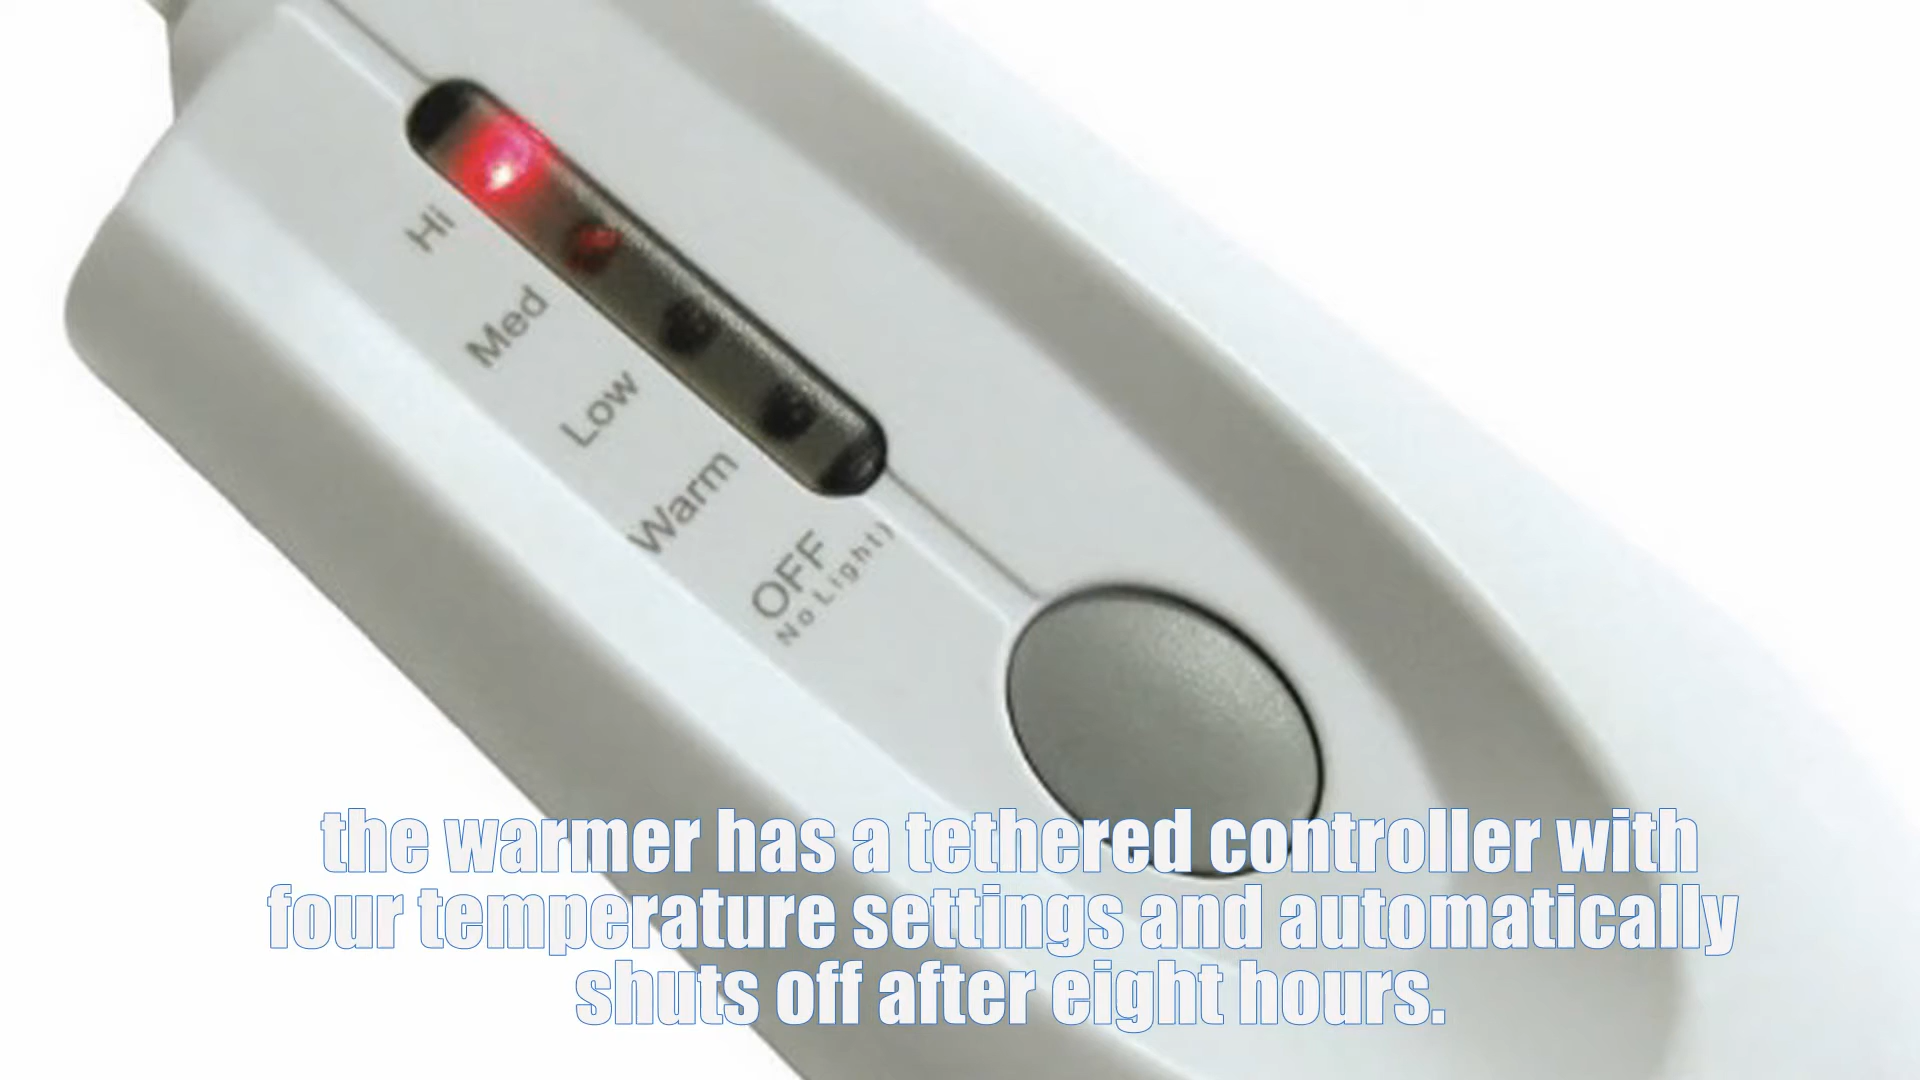 Hi
Med
Low
Warm
OFF
No Light)
the warmer has a tethered controller with
four temperature settings and automatically
shuts off after eight hours.